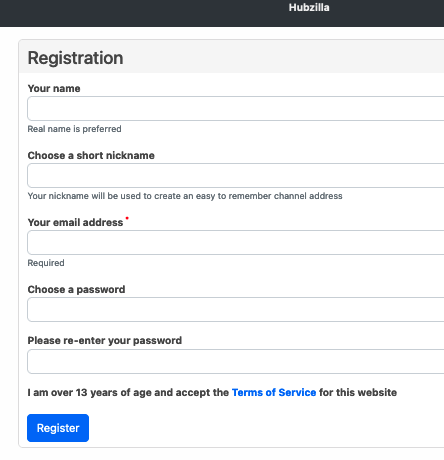 Hubzilla
Registration
Your name
Real name is preferred
Choose a short nickname
Your nickname will be used to create an easy to remember channel address
Your email address *
Required
Choose a password
Please re-enter your password
I am over 13 years of age and accept the Terms of Service for this website
Register